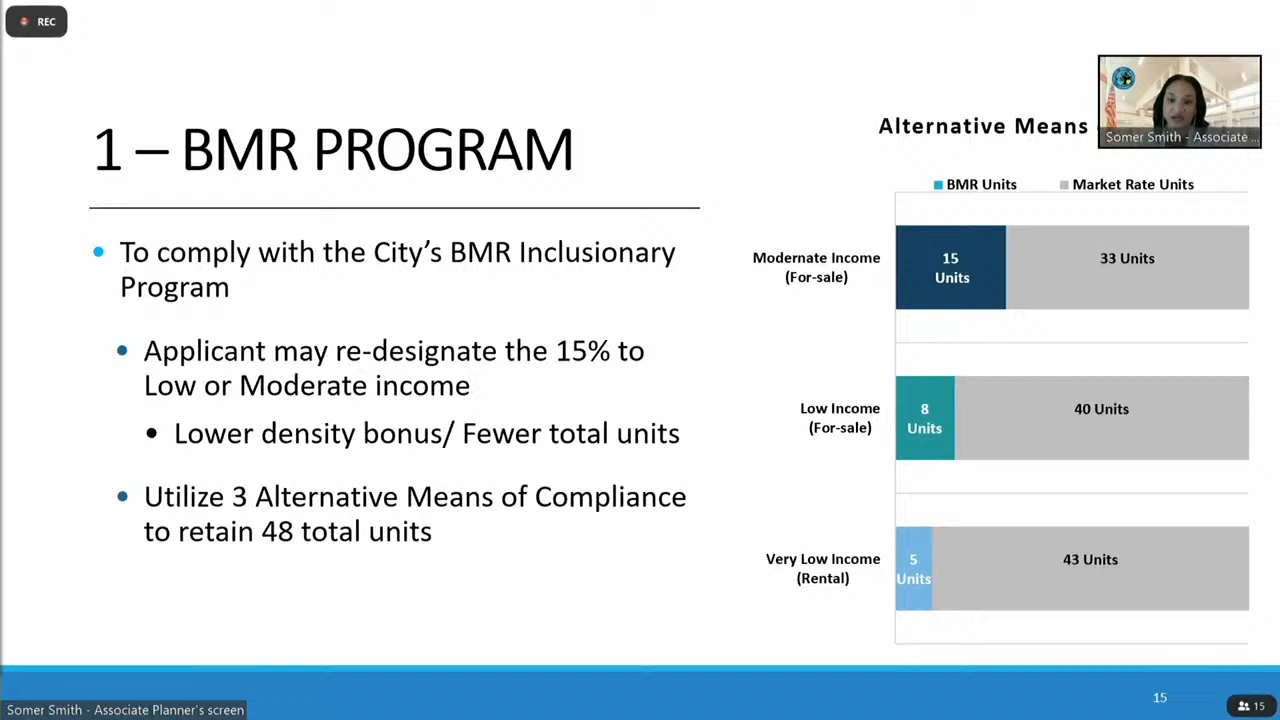 REC
1 – BMR PROGRAM
• To comply with the City's BMR Inclusionary
Program
• Applicant may re-designate the 15% to
Low or Moderate income
• Lower density bonus/ Fewer total units
• Utilize 3 Alternative Means of Compliance
to retain 48 total units
Alternative Means
Somer Smith - Associate ...
BMR Units
Market Rate Units
Modernate Income
(For-sale)
15
Units
33 Units
Low Income
(For-sale)
8
Units
40 Units
Very Low Income
(Rental)
5
Units
43 Units
15
Somer Smith - Associate Planner's screen
15